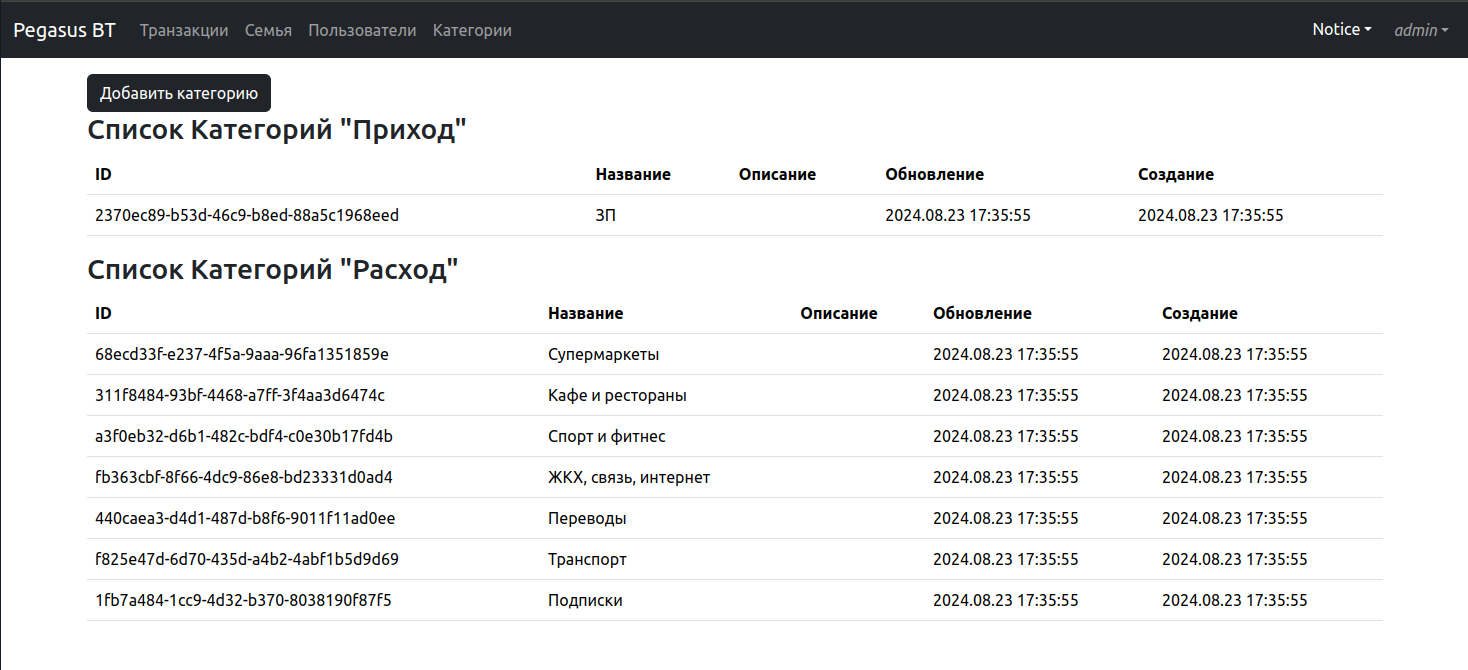 Pegasus BT Транзакции Семья Пользователи Категории Notice admin
Добавить категорию
Список Категорий "Приход"
ID Название Описание Обновление Создание
2370ec89-b53d-46c9-b8ed-88a5c1968eed ЗП 2024.08.23 17:35:55 2024.08.23 17:35:55
Список Категорий "Расход"
ID Название Описание Обновление Создание
68ecd33f-e237-4f5a-9aaa-96fa1351859e Супермаркеты 2024.08.23 17:35:55 2024.08.23 17:35:55
311f8484-93bf-4468-a7ff-3f4aa3d6474c Кафе и рестораны 2024.08.23 17:35:55 2024.08.23 17:35:55
a3f0eb32-d6b1-482c-bdf4-c0e30b17fd4b Спорт и фитнес 2024.08.23 17:35:55 2024.08.23 17:35:55
fb363cbf-8f66-4dc9-86e8-bd23331d0ad4 ЖКХ, связь, интернет 2024.08.23 17:35:55 2024.08.23 17:35:55
440caea3-d4d1-487d-b8f6-9011f11ad0ee Переводы 2024.08.23 17:35:55 2024.08.23 17:35:55
f825e47d-6d70-435d-a4b2-4abf1b5d9d69 Транспорт 2024.08.23 17:35:55 2024.08.23 17:35:55
1fb7a484-1cc9-4d32-b370-8038190f87f5 Подписки 2024.08.23 17:35:55 2024.08.23 17:35:55